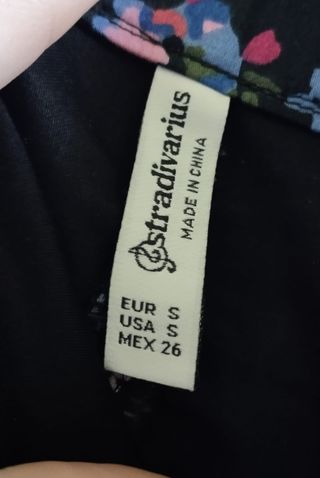 stradivarius
MADE IN CHINA
EUR S
USA S
MEX 26